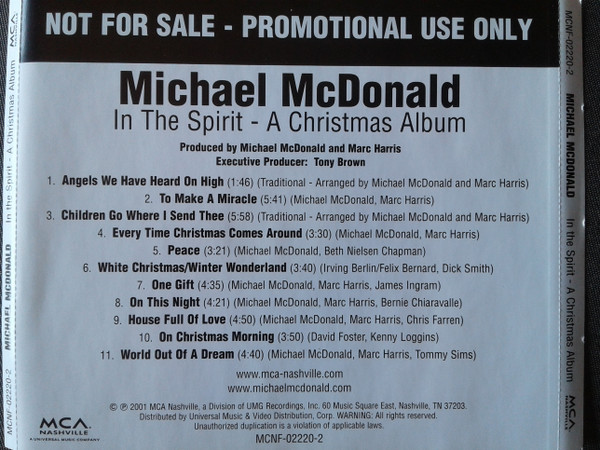 NOT FOR SALE - PROMOTIONAL USE ONLY
Michael McDonald
In The Spirit - A Christmas Album
Produced by Michael McDonald and Marc Harris
Executive Producer: Tony Brown
1. Angels We Have Heard On High (1:46) (Traditional - Arranged by Michael McDonald and Marc Harris)
2. To Make A Miracle (5:41) (Michael McDonald, Marc Harris)
3. Children Go Where I Send Thee (5:58) (Traditional - Arranged by Michael McDonald and Marc Harris)
4. Every Time Christmas Comes Around (3:30) (Michael McDonald, Marc Harris)
5. Peace (3:21) (Michael McDonald, Beth Nielsen Chapman)
6. White Christmas/Winter Wonderland (3:40) (Irving Berlin/Felix Bernard, Dick Smith)
7. One Gift (4:35) (Michael McDonald, Marc Harris, James Ingram)
8. On This Night (4:21) (Michael McDonald, Marc Harris, Bernie Chiaravalle)
9. House Full Of Love (4:50) (Michael McDonald, Marc Harris, Chris Farren)
10. On Christmas Morning (3:50) (David Foster, Kenny Loggins)
11. World Out Of A Dream (4:40) (Michael McDonald, Marc Harris, Tommy Sims)
www.mca-nashville.com
www.michaelmcdonald.com
© ℗ 2001 MCA Nashville, a Division of UMG Recordings, Inc. 60 Music Square East, Nashville, TN 37203.
Distributed by Universal Music & Video Distribution, Corp. WARNING: All rights reserved.
Unauthorized duplication is a violation of applicable laws.
MCNF-02220-2
MCA
NASHVILLE
A UNIVERSAL MUSIC COMPANY
MCNF-02220-2 MICHAEL McDONALD In the Spirit - A Christmas Album MCA NASHVILLE
MCNF-02220-2 MICHAEL McDONALD In the Spirit - A Christmas Album MCA NASHVILLE